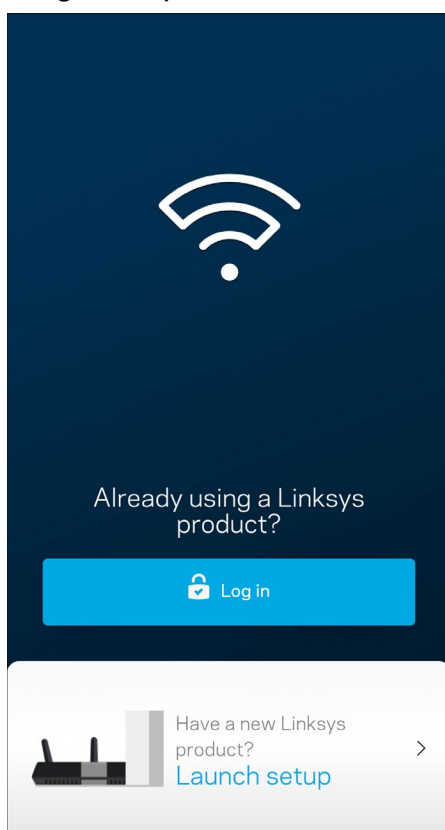 Already using a Linksys
product?
Log in
Have a new Linksys
product?
Launch setup